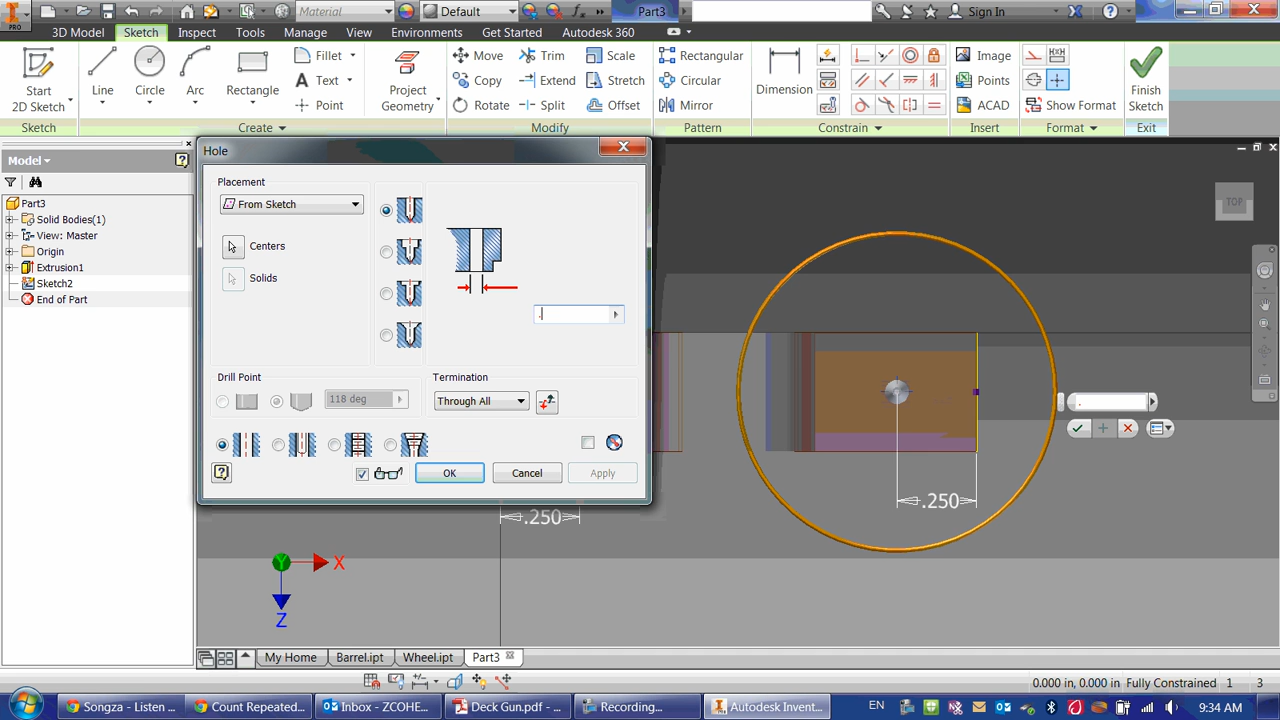 PRO
Material
Default
Part3
Sign In
3D Model
Sketch
Inspect
Tools
Manage
View
Environments
Get Started
Autodesk 360
Start
2D Sketch
Line
Circle
Arc
Rectangle
Fillet
Text
Point
Project
Geometry
Move
Copy
Rotate
Trim
Extend
Split
Scale
Stretch
Offset
Rectangular
Circular
Mirror
Dimension
Image
Points
ACAD
Show Format
Finish
Sketch
Sketch
Create
Modify
Pattern
Constrain
Insert
Format
Exit
Model
Part3
Solid Bodies(1)
View: Master
Origin
Extrusion1
Sketch2
End of Part
Hole
Placement
From Sketch
Centers
Solids
.
Drill Point
118 deg
Termination
Through All
OK
Cancel
Apply
TOP
.
.250
.250
X
Z
My Home
Barrel.ipt
Wheel.ipt
Part3
0.000 in, 0.000 in
Fully Constrained
1
3
Songza - Listen ...
Count Repeated...
Inbox - ZCOHE...
Deck Gun.pdf - ...
Recording...
Autodesk Invent...
EN
9:34 AM